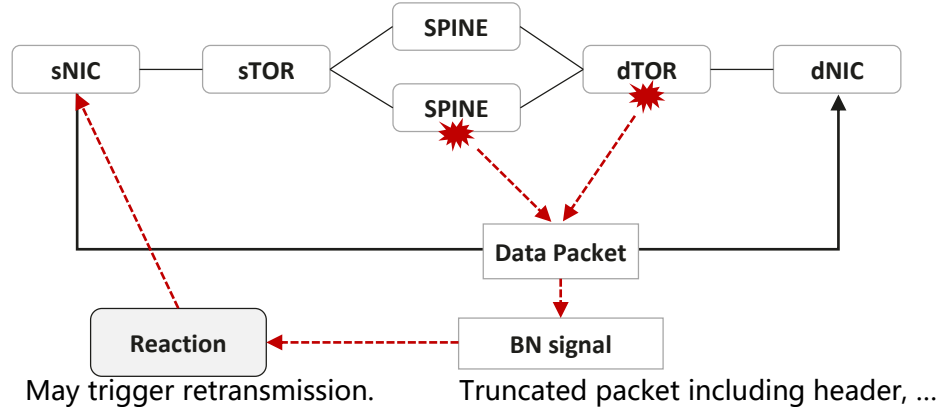 SPINE
sNIC
sTOR
dTOR
dNIC
SPINE
Data Packet
Reaction
BN signal
May trigger retransmission.
Truncated packet including header, ...